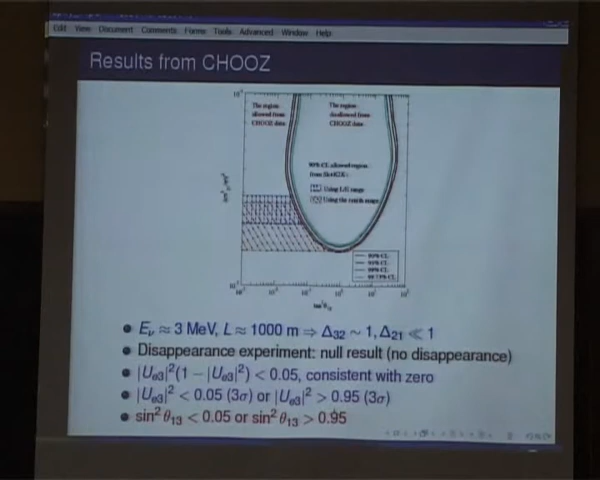 Edit View Document Comments Forms Tools Advanced Window Help
Results from CHOOZ
The region
allowed from
CHOOZ data
The region
disallowed from
CHOOZ data
90% CL allowed region
Using L/E range
Using the zenith range
90% CL
95% CL
99% CL
99.73% CL
E_ν ≈ 3 MeV, L ≈ 1000 m ⇒ Δ₃₂ ∼ 1, Δ₂₁ ≪ 1
Disappearance experiment: null result (no disappearance)
|U_e3|²(1 − |U_e3|²) < 0.05, consistent with zero
|U_e3|² < 0.05 (3σ) or |U_e3|² > 0.95 (3σ)
sin² θ₁₃ < 0.05 or sin² θ₁₃ > 0.95